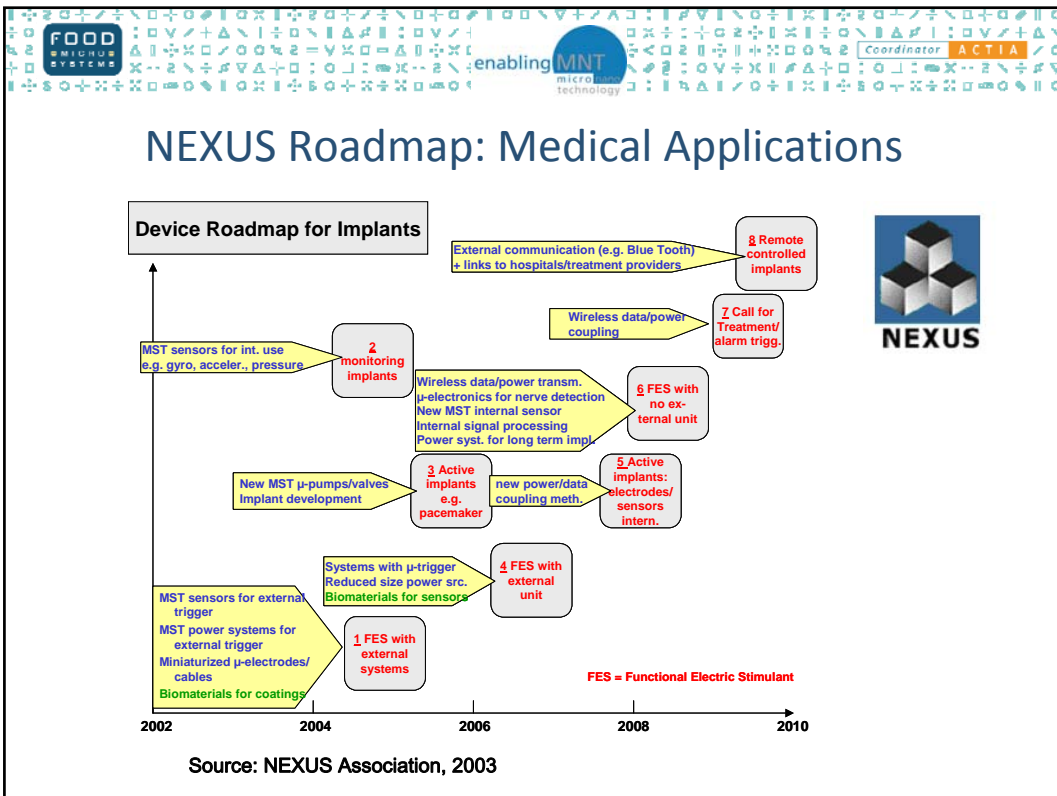 FOOD
MICRO
SYSTEMS
enabling MNT
micro nano
technology
Coordinator ACTIA
NEXUS Roadmap: Medical Applications
Device Roadmap for Implants
NEXUS
External communication (e.g. Blue Tooth)
+ links to hospitals/treatment providers
8 Remote
controlled
implants
Wireless data/power
coupling
7 Call for
Treatment/
alarm trigg.
MST sensors for int. use
e.g. gyro, acceler., pressure
2
monitoring
implants
Wireless data/power transm.
µ-electronics for nerve detection
New MST internal sensor
Internal signal processing
Power syst. for long term impl.
6 FES with
no ex-
ternal unit
New MST µ-pumps/valves
Implant development
3 Active
implants
e.g.
pacemaker
new power/data
coupling meth.
5 Active
implants:
electrodes/
sensors
intern.
Systems with µ-trigger
Reduced size power src.
Biomaterials for sensors
4 FES with
external
unit
MST sensors for external
trigger
MST power systems for
external trigger
Miniaturized µ-electrodes/
cables
Biomaterials for coatings
1 FES with
external
systems
FES = Functional Electric Stimulant
2002 2004 2006 2008 2010
Source: NEXUS Association, 2003